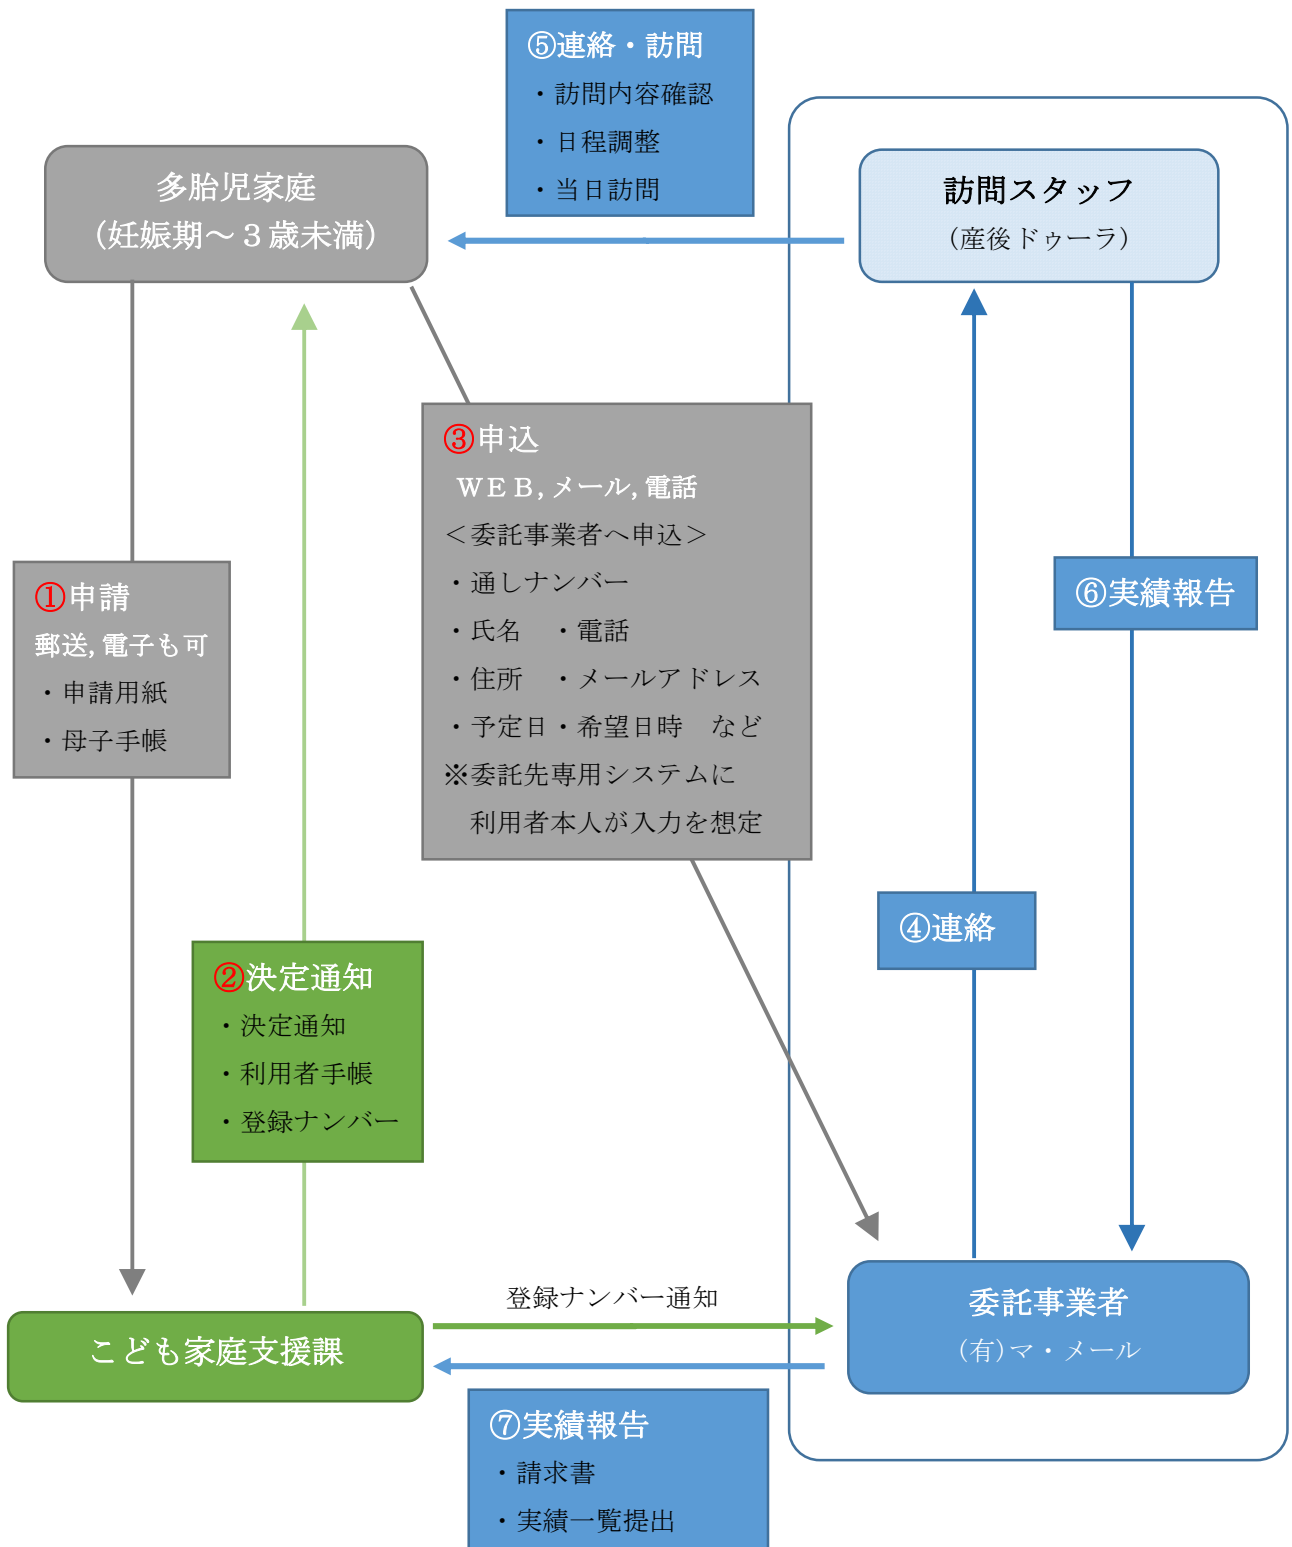 ⑤連絡・訪問
・訪問内容確認
・日程調整
・当日訪問
多胎児家庭
（妊娠期～３歳未満）
訪問スタッフ
（産後ドゥーラ）
③申込
ＷＥＢ,メール,電話
＜委託事業者へ申込＞
・通しナンバー
・氏名　・電話
・住所　・メールアドレス
・予定日・希望日時　など
※委託先専用システムに
利用者本人が入力を想定
①申請
郵送,電子も可
・申請用紙
・母子手帳
⑥実績報告
④連絡
②決定通知
・決定通知
・利用者手帳
・登録ナンバー
登録ナンバー通知
こども家庭支援課
委託事業者
（有）マ・メール
⑦実績報告
・請求書
・実績一覧提出